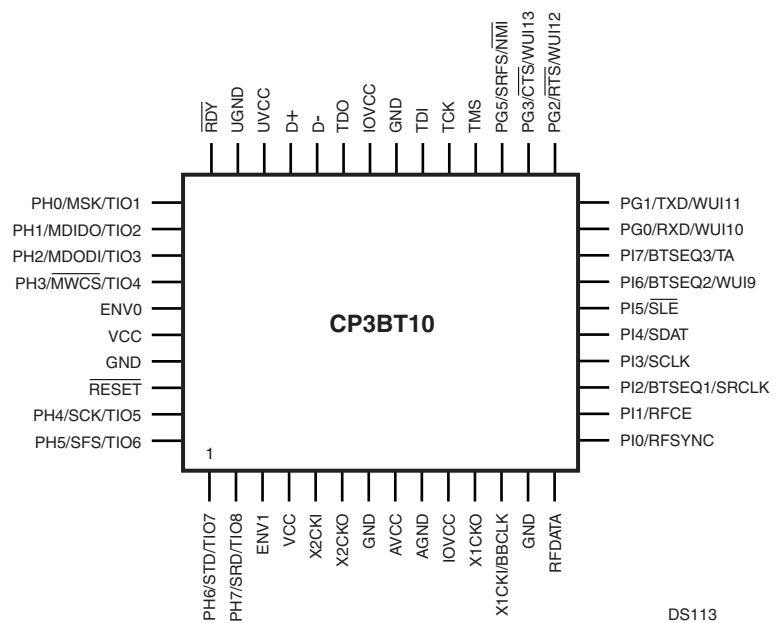 RDY
UGND
UVCC
D+
D-
TDO
IOVCC
GND
TDI
TCK
TMS
PG5/SRFS/NMI
PG3/CTS/WUI13
PG2/RTS/WUI12
PH0/MSK/TIO1
PH1/MDIDO/TIO2
PH2/MDODI/TIO3
PH3/MWCS/TIO4
ENV0
VCC
GND
RESET
PH4/SCK/TIO5
PH5/SFS/TIO6
CP3BT10
1
PG1/TXD/WUI11
PG0/RXD/WUI10
PI7/BTSEQ3/TA
PI6/BTSEQ2/WUI9
PI5/SLE
PI4/SDAT
PI3/SCLK
PI2/BTSEQ1/SRCLK
PI1/RFCE
PI0/RFSYNC
PH6/STD/TIO7
PH7/SRD/TIO8
ENV1
VCC
X2CKI
X2CKO
GND
AVCC
AGND
IOVCC
X1CKO
X1CKI/BBCLK
GND
RFDATA
DS113